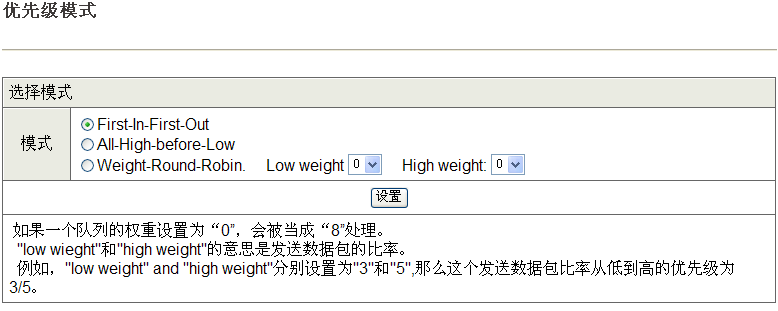 优先级模式
选择模式
模式
First-In-First-Out
All-High-before-Low
Weight-Round-Robin. Low weight 0 High weight: 0
设置
如果一个队列的权重设置为“0”，会被当成“8”处理。
"low wieght"和"high weight"的意思是发送数据包的比率。
例如，"low weight" and "high weight"分别设置为"3"和"5",那么这个发送数据包比率从低到高的优先级为
3/5。